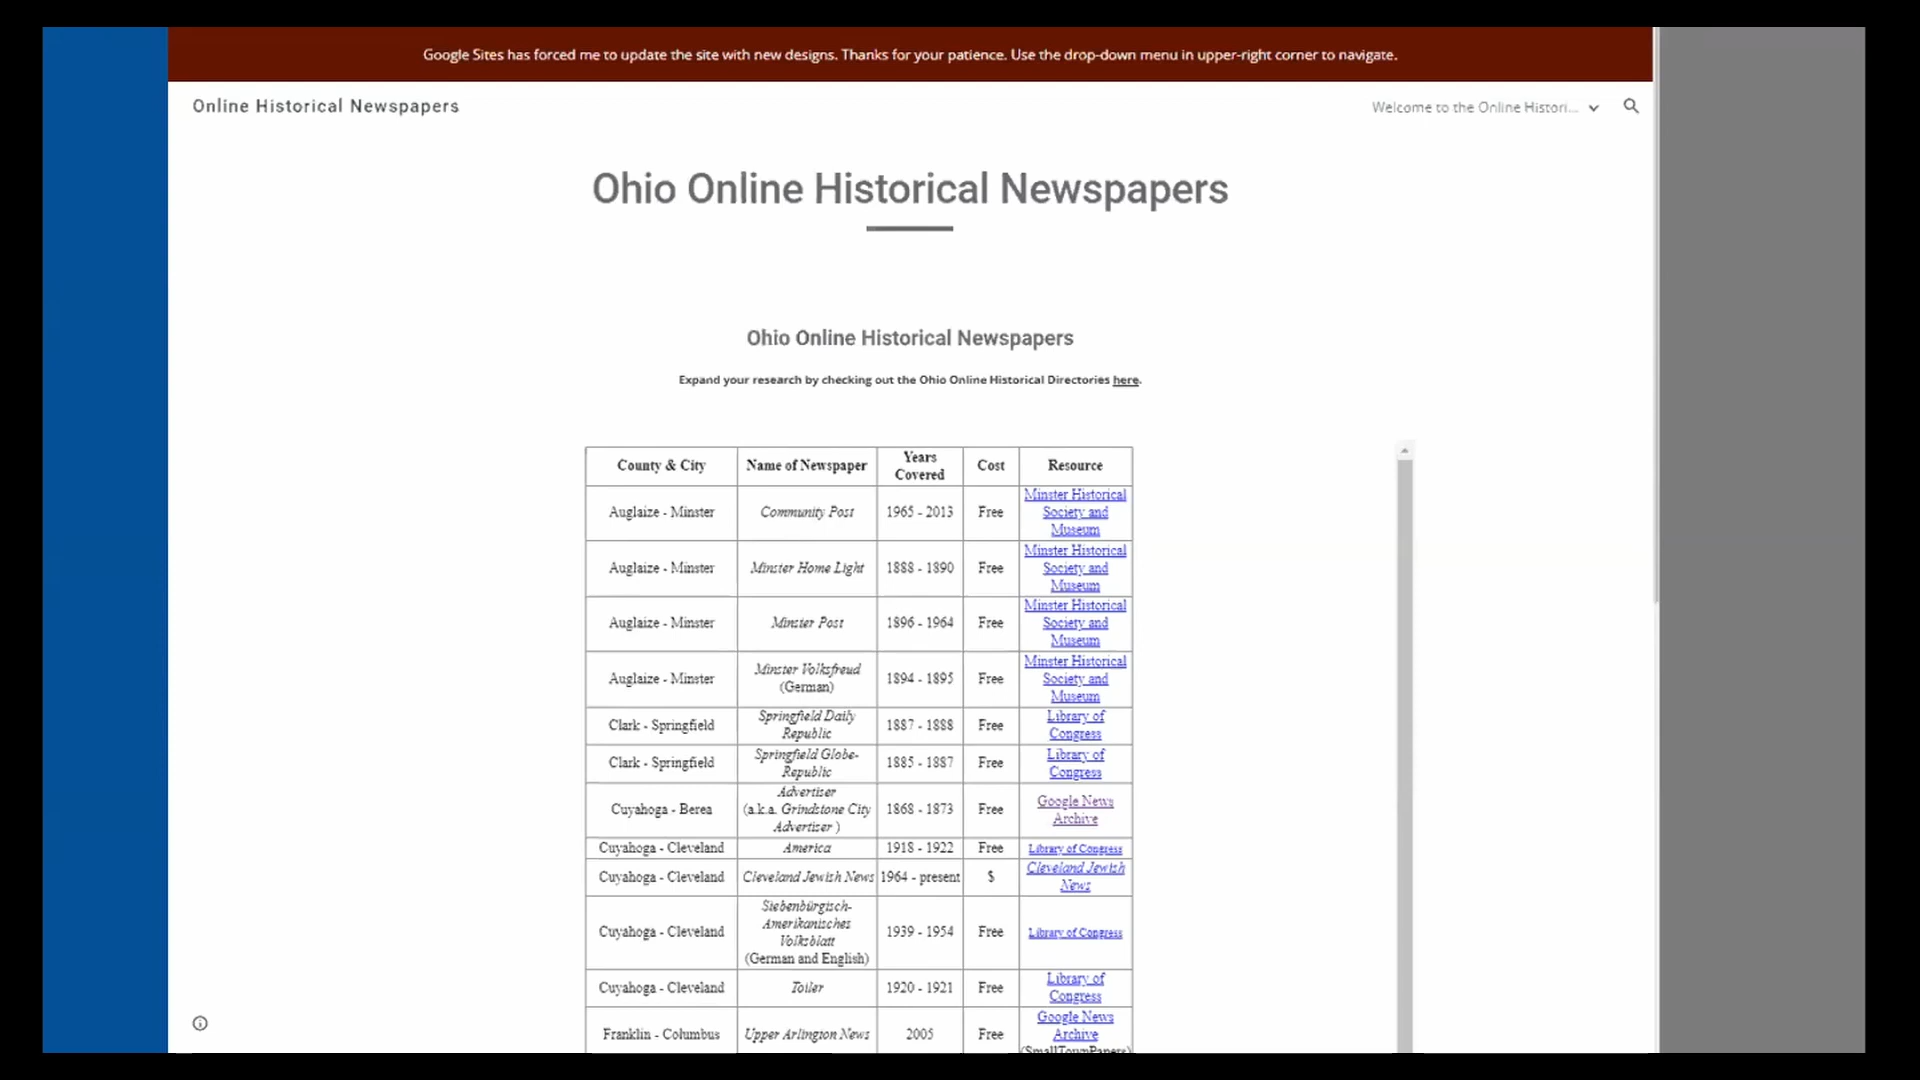 Google Sites has forced me to update the site with new designs. Thanks for your patience. Use the drop-down menu in upper-right corner to navigate.
Online Historical Newspapers
Welcome to the Online Histori...
Ohio Online Historical Newspapers
Ohio Online Historical Newspapers
Expand your research by checking out the Ohio Online Historical Directories here.
County & City Name of Newspaper Years Covered Cost Resource
Auglaize - Minster Community Post 1965 - 2013 Free Minster Historical Society and Museum
Auglaize - Minster Minster Home Light 1888 - 1890 Free Minster Historical Society and Museum
Auglaize - Minster Minster Post 1896 - 1964 Free Minster Historical Society and Museum
Auglaize - Minster Minster Volksfreud (German) 1894 - 1895 Free Minster Historical Society and Museum
Clark - Springfield Springfield Daily Republic 1887 - 1888 Free Library of Congress
Clark - Springfield Springfield Globe-Republic 1885 - 1887 Free Library of Congress
Cuyahoga - Berea Advertiser (a.k.a. Grindstone City Advertiser ) 1868 - 1873 Free Google News Archive
Cuyahoga - Cleveland America 1918 - 1922 Free Library of Congress
Cuyahoga - Cleveland Cleveland Jewish News 1964 - present $ Cleveland Jewish News
Cuyahoga - Cleveland Siebenbürgisch-Amerikanisches Volksblatt (German and English) 1939 - 1954 Free Library of Congress
Cuyahoga - Cleveland Toiler 1920 - 1921 Free Library of Congress
Franklin - Columbus Upper Arlington News 2005 Free Google News Archive (SmallTownPapers)